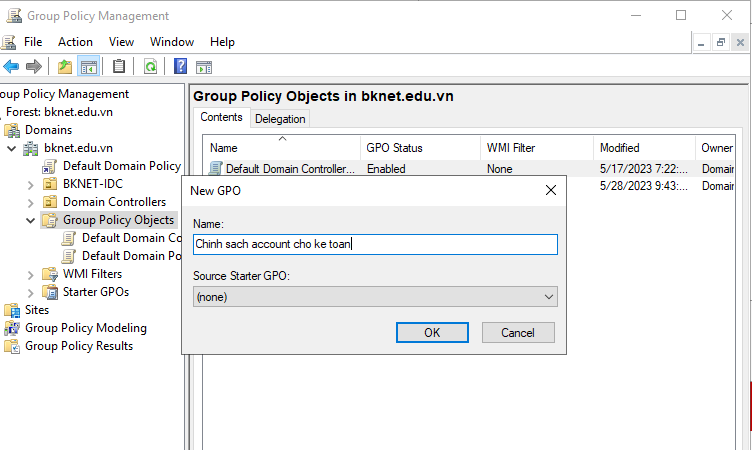 Group Policy Management
File Action View Window Help
oup Policy Management
Forest: bknet.edu.vn
Domains
bknet.edu.vn
Default Domain Policy
BKNET-IDC
Domain Controllers
Group Policy Objects
Default Domain Co
Default Domain Po
WMI Filters
Starter GPOs
Sites
Group Policy Modeling
Group Policy Results
Group Policy Objects in bknet.edu.vn
Contents Delegation
Name GPO Status WMI Filter Modified Owner
Default Domain Controller... Enabled None 5/17/2023 7:22:... Domain
5/28/2023 9:43:... Domain
New GPO
Name:
Chinh sach account cho ke toan
Source Starter GPO:
(none)
OK Cancel